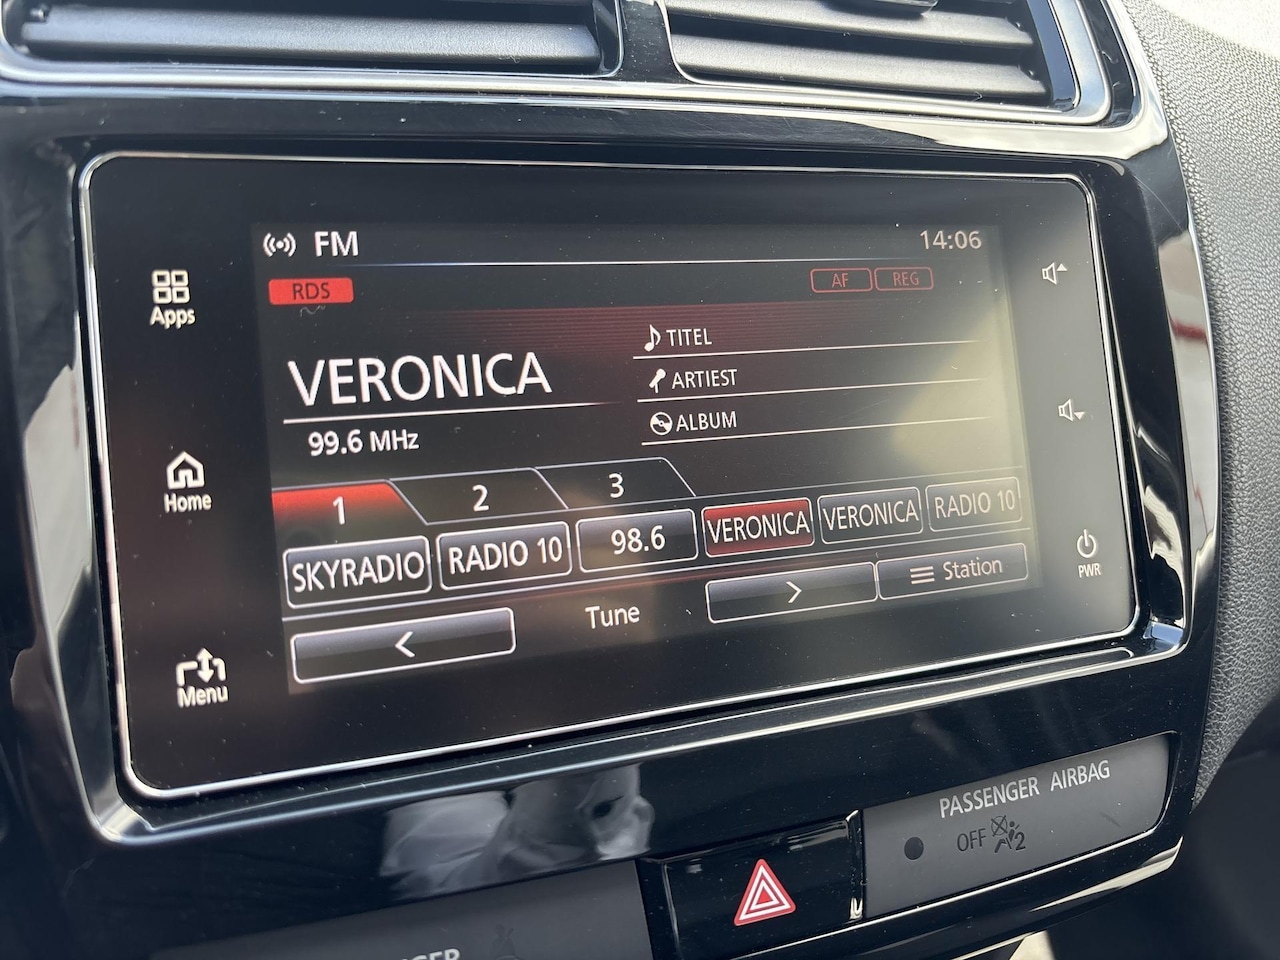 FM
14:06
RDS
AF
REG
Apps
VERONICA
TITEL
ARTIEST
ALBUM
99.6 MHz
Home
1
2
3
SKYRADIO
RADIO 10
98.6
VERONICA
VERONICA
RADIO 10
<
Tune
>
Station
PWR
Menu
PASSENGER AIRBAG
OFF
2